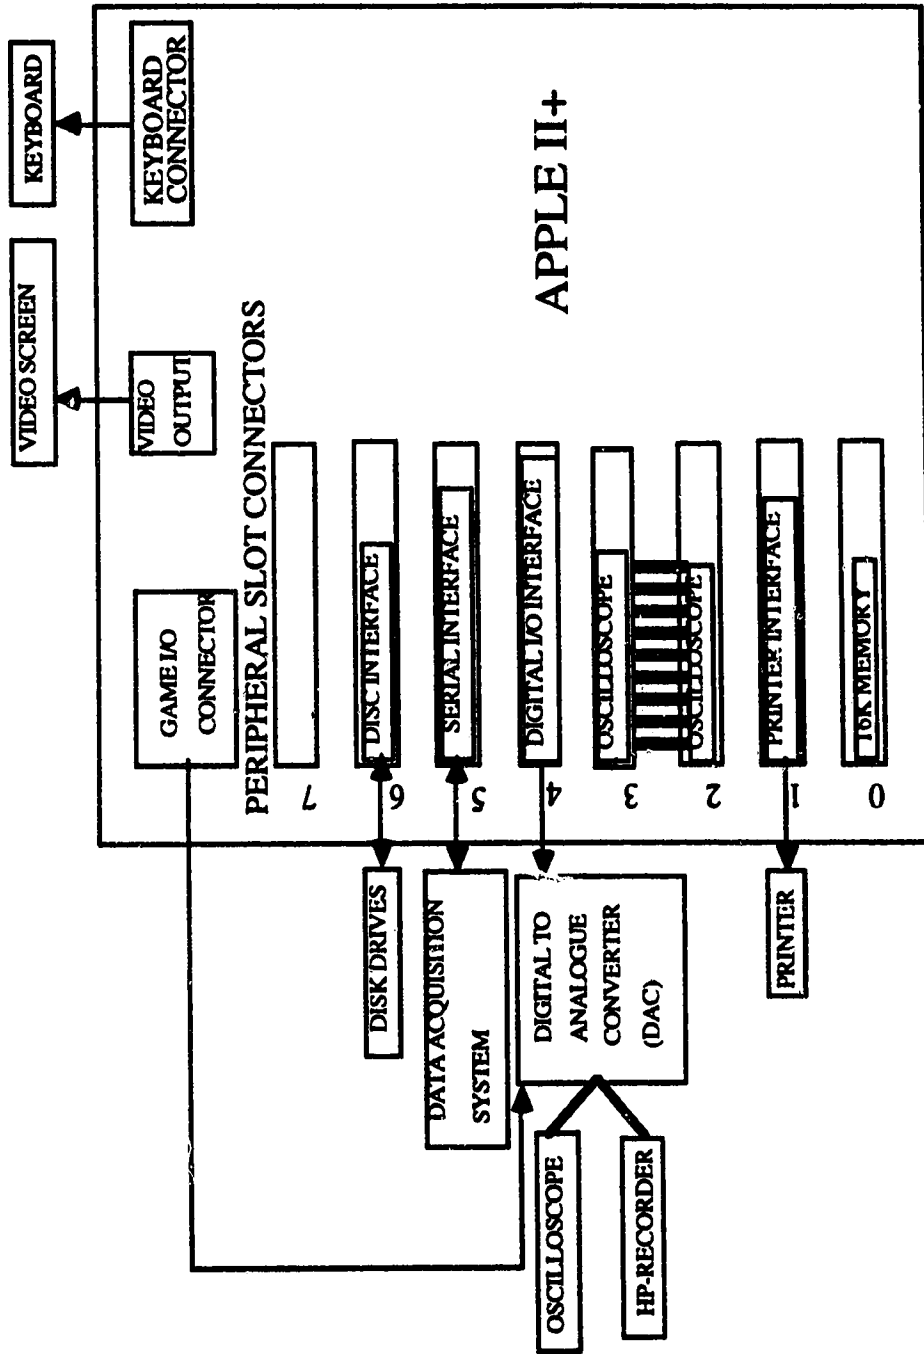 KEYBOARD
VIDEO SCREEN
KEYBOARD
CONNECTOR
VIDEO
OUTPUT
GAME I/O
CONNECTOR
PERIPHERAL SLOT CONNECTORS
APPLE II+
7
6
DISC INTERFACE
5
SERIAL INTERFACE
4
DIGITAL I/O INTERFACE
3
OSCILLOSCOPE
2
OSCILLOSCOPE
1
PRINTER INTERFACE
0
16K MEMORY
DISK DRIVES
DATA ACQUISITION
SYSTEM
DIGITAL TO
ANALOGUE
CONVERTER
(DAC)
PRINTER
OSCILLOSCOPE
HP-RECORDER